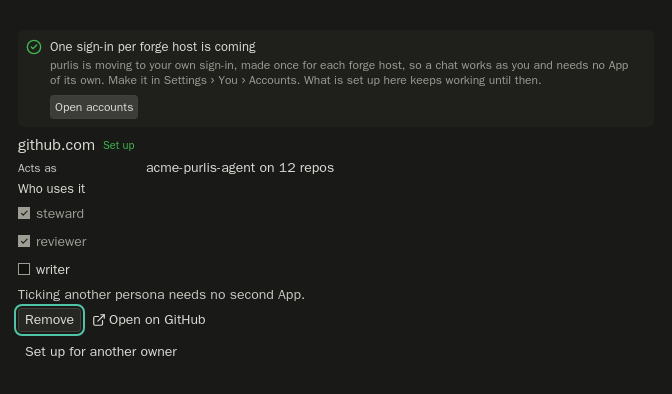 One sign-in per forge host is coming
purlis is moving to your own sign-in, made once for each forge host, so a chat works as you and needs no App
of its own. Make it in Settings › You › Accounts. What is set up here keeps working until then.
Open accounts
github.com Set up
Acts as acme-purlis-agent on 12 repos
Who uses it
steward
reviewer
writer
Ticking another persona needs no second App.
Remove Open on GitHub
Set up for another owner